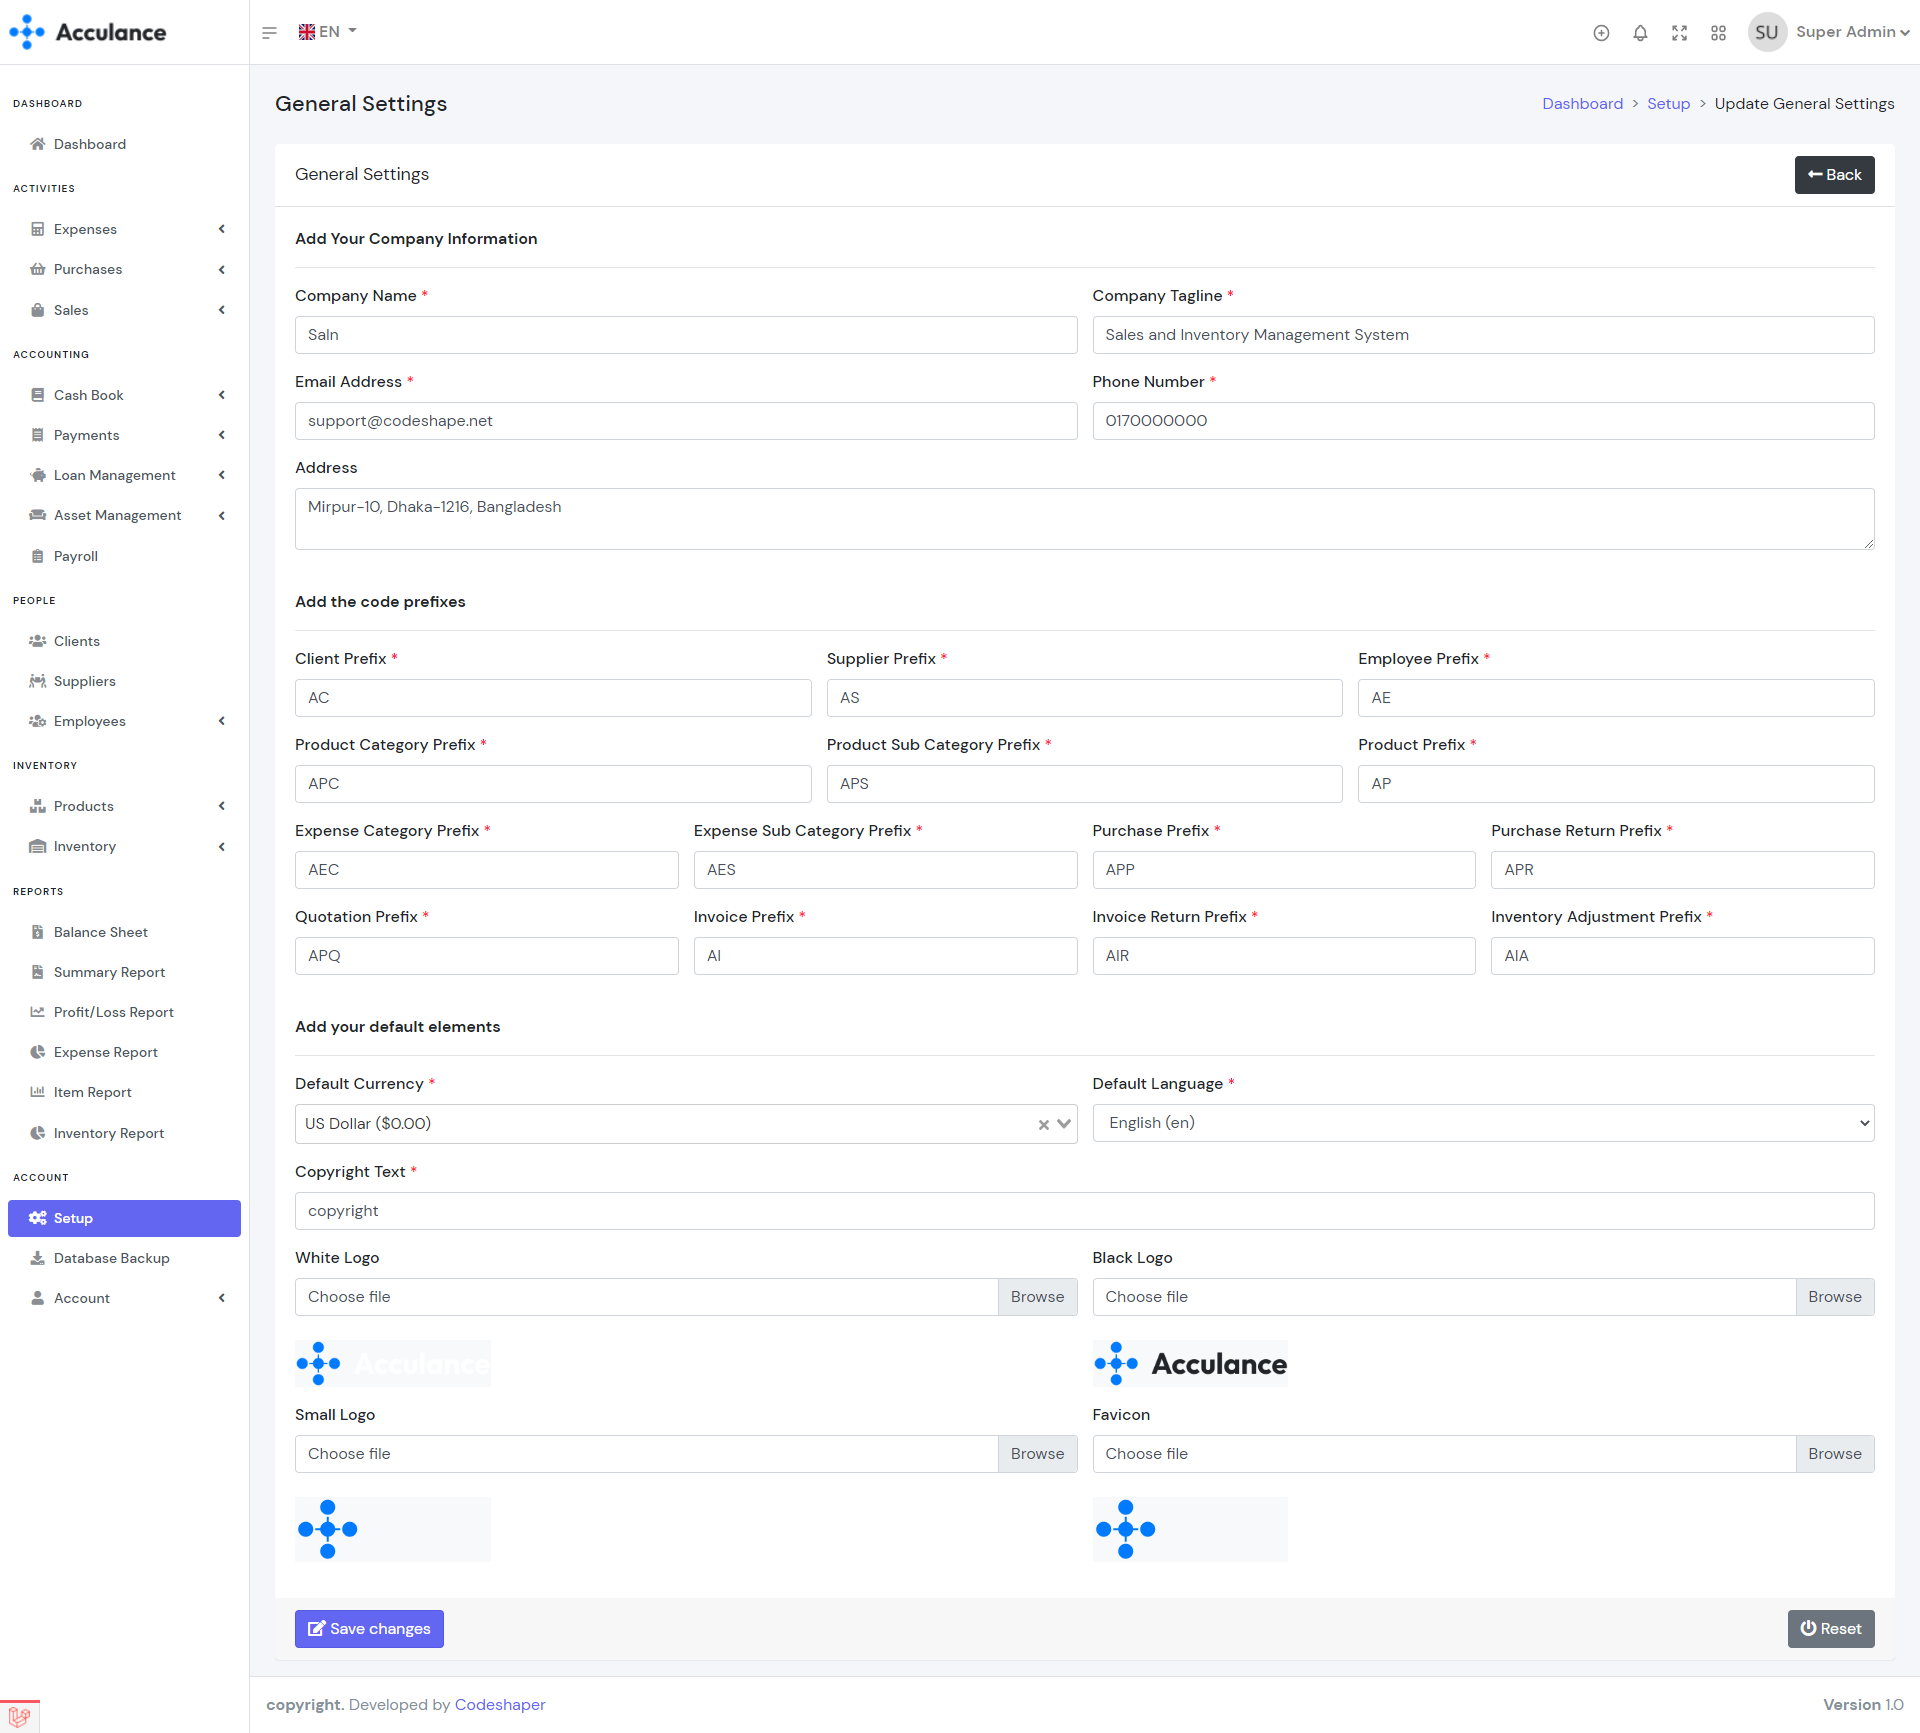 Acculance
EN
SU Super Admin
DASHBOARD
Dashboard
ACTIVITIES
Expenses
Purchases
Sales
ACCOUNTING
Cash Book
Payments
Loan Management
Asset Management
Payroll
PEOPLE
Clients
Suppliers
Employees
INVENTORY
Products
Inventory
REPORTS
Balance Sheet
Summary Report
Profit/Loss Report
Expense Report
Item Report
Inventory Report
ACCOUNT
Setup
Database Backup
Account
General Settings
Dashboard > Setup > Update General Settings
General Settings
Back
Add Your Company Information
Company Name * Company Tagline *
Saln Sales and Inventory Management System
Email Address * Phone Number *
support@codeshape.net 0170000000
Address
Mirpur-10, Dhaka-1216, Bangladesh
Add the code prefixes
Client Prefix * Supplier Prefix * Employee Prefix *
AC AS AE
Product Category Prefix * Product Sub Category Prefix * Product Prefix *
APC APS AP
Expense Category Prefix * Expense Sub Category Prefix * Purchase Prefix * Purchase Return Prefix *
AEC AES APP APR
Quotation Prefix * Invoice Prefix * Invoice Return Prefix * Inventory Adjustment Prefix *
APQ AI AIR AIA
Add your default elements
Default Currency * Default Language *
US Dollar ($0.00) English (en)
Copyright Text *
copyright
White Logo Black Logo
Choose file Browse Choose file Browse
Acculance Acculance
Small Logo Favicon
Choose file Browse Choose file Browse
Save changes Reset
copyright. Developed by Codeshaper Version 1.0